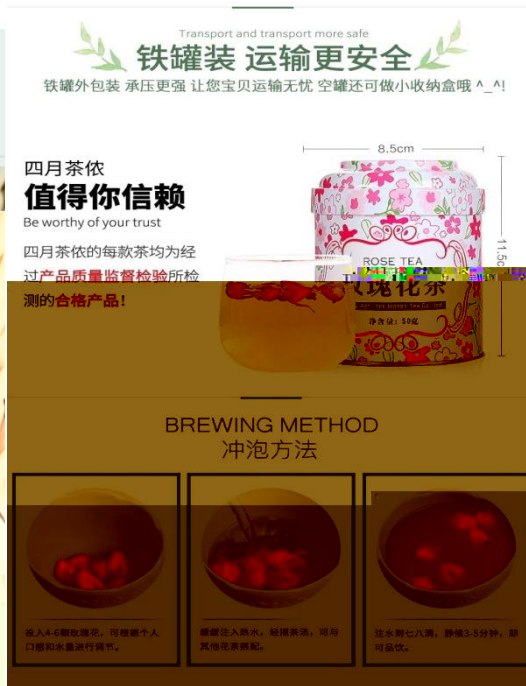 Transport and transport more safe
铁罐装 运输更安全
铁罐外包装 承压更强 让您宝贝运输无忧 空罐还可做小收纳盒哦 ^_^!
四月茶侬
值得你信赖
Be worthy of your trust
四月茶侬的每款茶均为经
过产品质量监督检验所检
测的合格产品!
8.5cm
11.5c
ROSE TEA
玫瑰花茶
净含量: 50克
BREWING METHOD
冲泡方法
投入4-6颗玫瑰花, 可根据个人
口感和水量进行调节。
缓缓注入热水, 轻摇茶汤, 可与
其他花茶搭配。
注水到七八满, 静候3-5分钟, 即
可品饮。